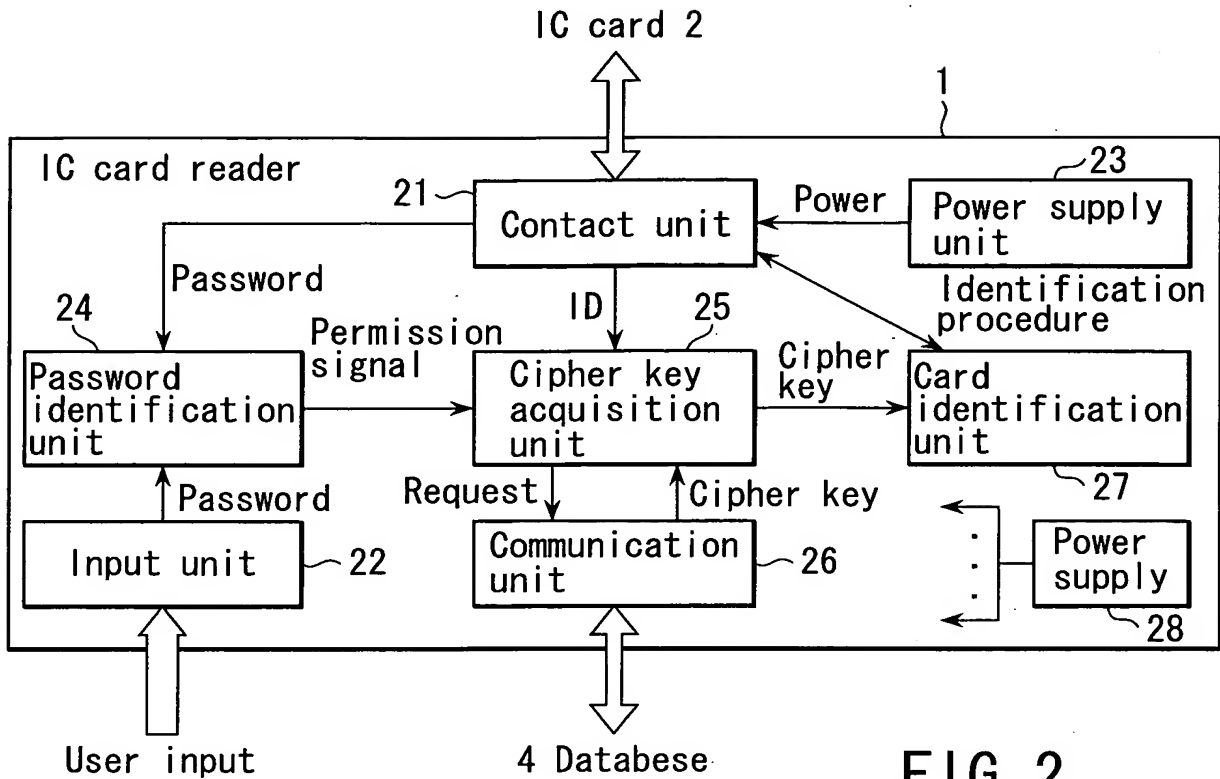 IC card 2
1
IC card reader
21
23
Contact unit
Power
Power supply
unit
Password
ID
Identification
procedure
24
Permission
signal
25
Cipher
key
Password
identification
unit
Cipher key
acquisition
unit
Card
identification
unit
27
Password
Request
Cipher key
Input unit
22
Communication
unit
26
Power
supply
28
User input
4 Databese
FIG. 2